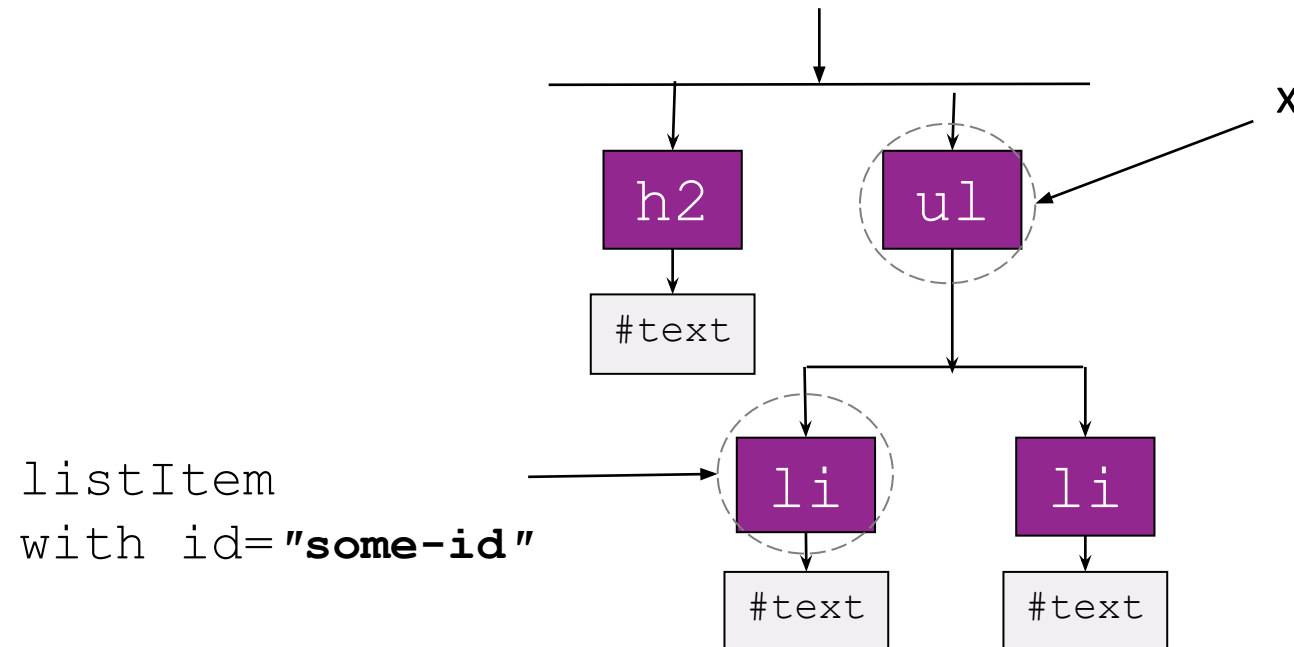 x
h2 ul
#text
listItem
with id="some-id"
li li
#text #text